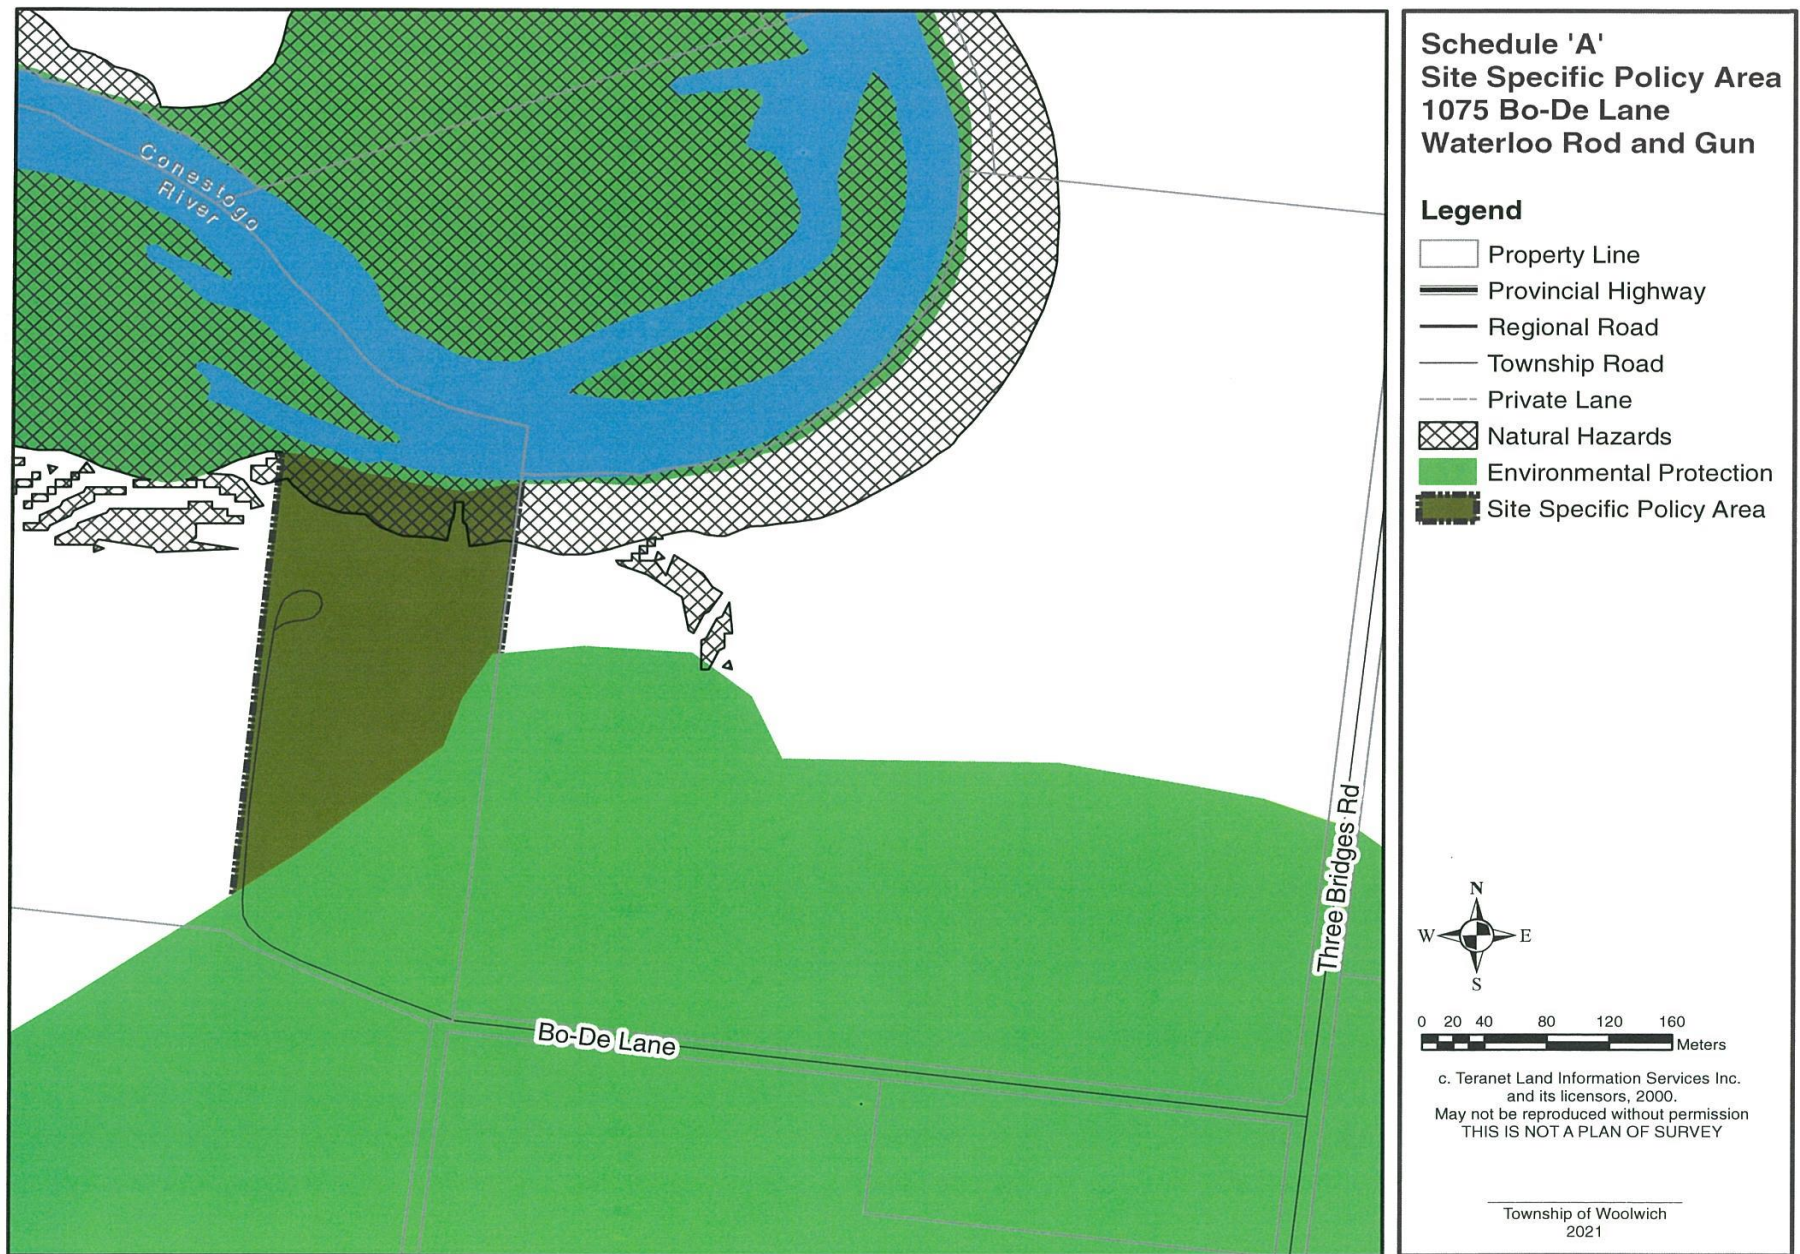 Conestogo
River
Bo-De Lane
Three Bridges Rd
Schedule 'A'
Site Specific Policy Area
1075 Bo-De Lane
Waterloo Rod and Gun
Legend
Property Line
Provincial Highway
Regional Road
Township Road
Private Lane
Natural Hazards
Environmental Protection
Site Specific Policy Area
N
W E
S
0 20 40 80 120 160
Meters
c. Teranet Land Information Services Inc.
and its licensors, 2000.
May not be reproduced without permission
THIS IS NOT A PLAN OF SURVEY
Township of Woolwich
2021